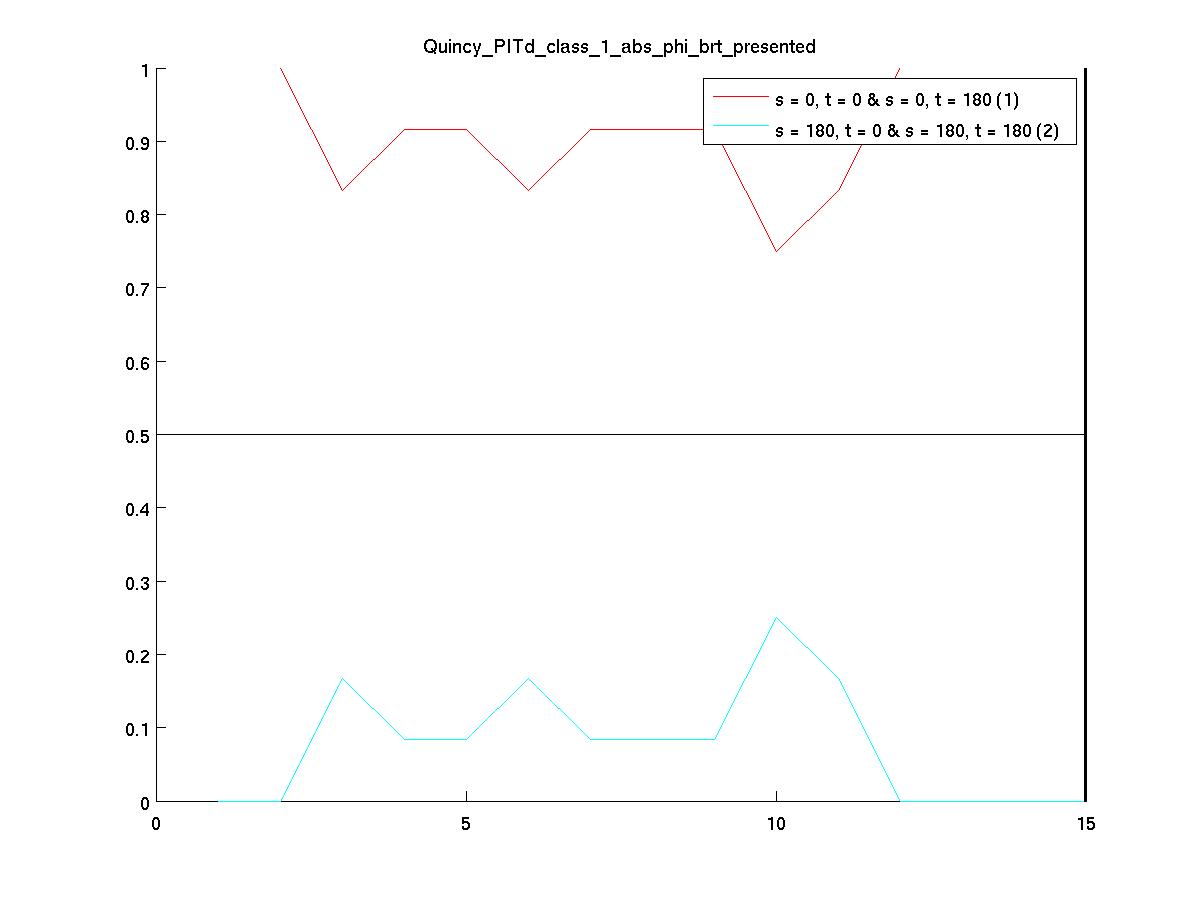 Quincy_PITd_class_1_abs_phi_brt_presented
s = 0, t = 0 & s = 0, t = 180 (1)
s = 180, t = 0 & s = 180, t = 180 (2)
1
0.9
0.8
0.7
0.6
0.5
0.4
0.3
0.2
0.1
0
0 5 10 15